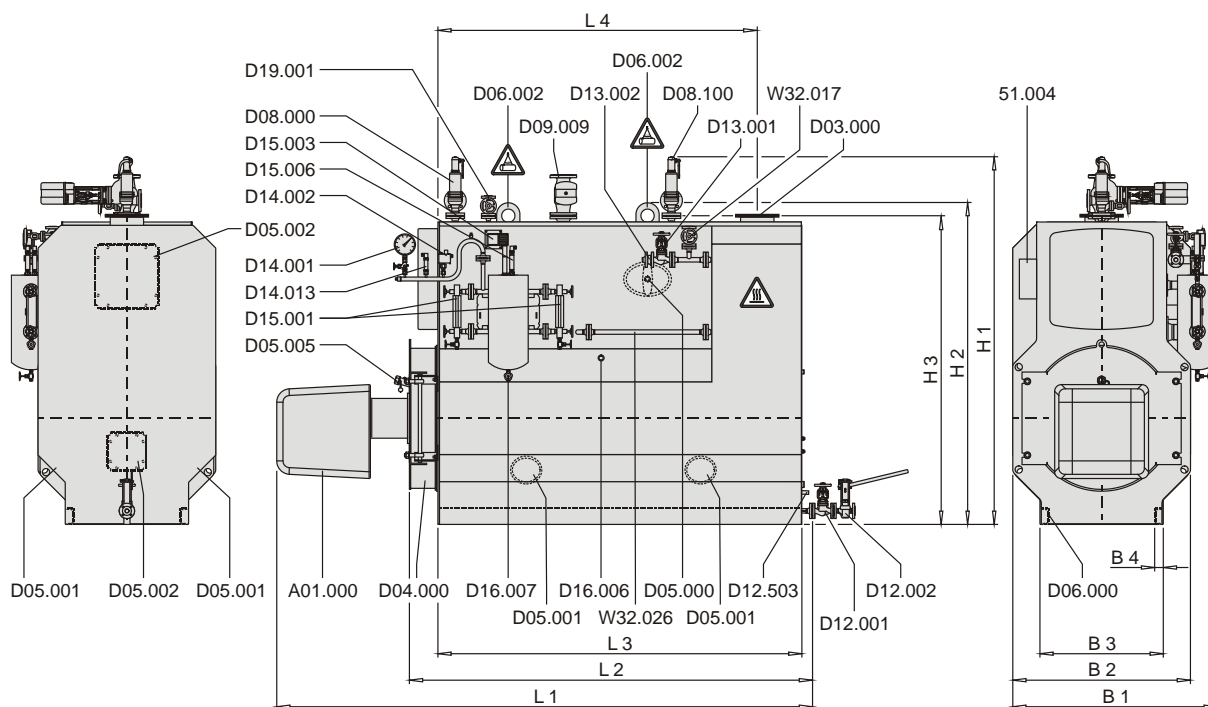 L 4
D06.002
D19.001
D06.002
D13.002
D08.100
W32.017
51.004
D08.000
D09.009
D13.001
D03.000
D15.003
D15.006
D14.002
D05.002
D14.001
D14.013
D15.001
D05.005
H 3
H 2
H 1
B 4
D05.001
D05.002
D05.001
A01.000
D04.000
D16.007
D16.006
D05.000
D12.503
D12.002
D06.000
D05.001
W32.026
D05.001
D12.001
L 3
B 3
L 2
B 2
L 1
B 1